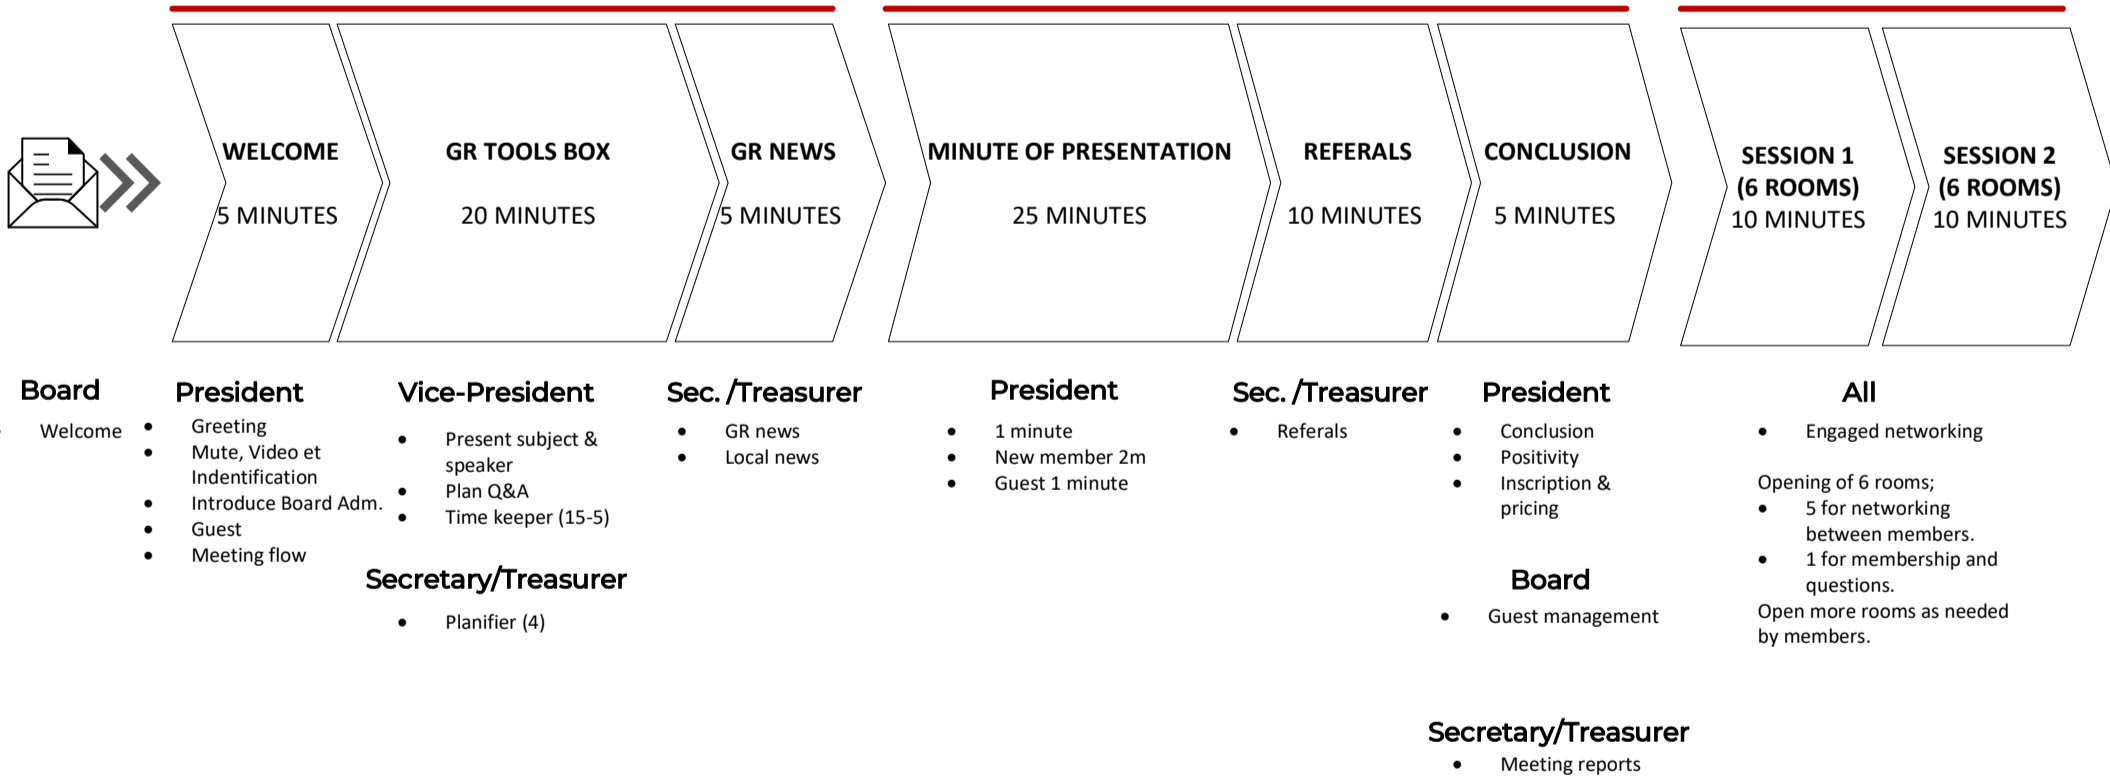 WELCOME
5 MINUTES
GR TOOLS BOX
20 MINUTES
GR NEWS
5 MINUTES
MINUTE OF PRESENTATION
25 MINUTES
REFERALS
10 MINUTES
CONCLUSION
5 MINUTES
SESSION 1
(6 ROOMS)
10 MINUTES
SESSION 2
(6 ROOMS)
10 MINUTES
Board
• Welcome
President
• Greeting
• Mute, Video et
Indentification
• Introduce Board Adm.
• Guest
• Meeting flow
Vice-President
• Present subject &
speaker
• Plan Q&A
• Time keeper (15-5)
Secretary/Treasurer
• Planifier (4)
Sec. /Treasurer
• GR news
• Local news
President
• 1 minute
• New member 2m
• Guest 1 minute
Sec. /Treasurer
• Referals
President
• Conclusion
• Positivity
• Inscription &
pricing
Board
• Guest management
Secretary/Treasurer
• Meeting reports
All
• Engaged networking
Opening of 6 rooms;
• 5 for networking
between members.
• 1 for membership and
questions.
Open more rooms as needed
by members.